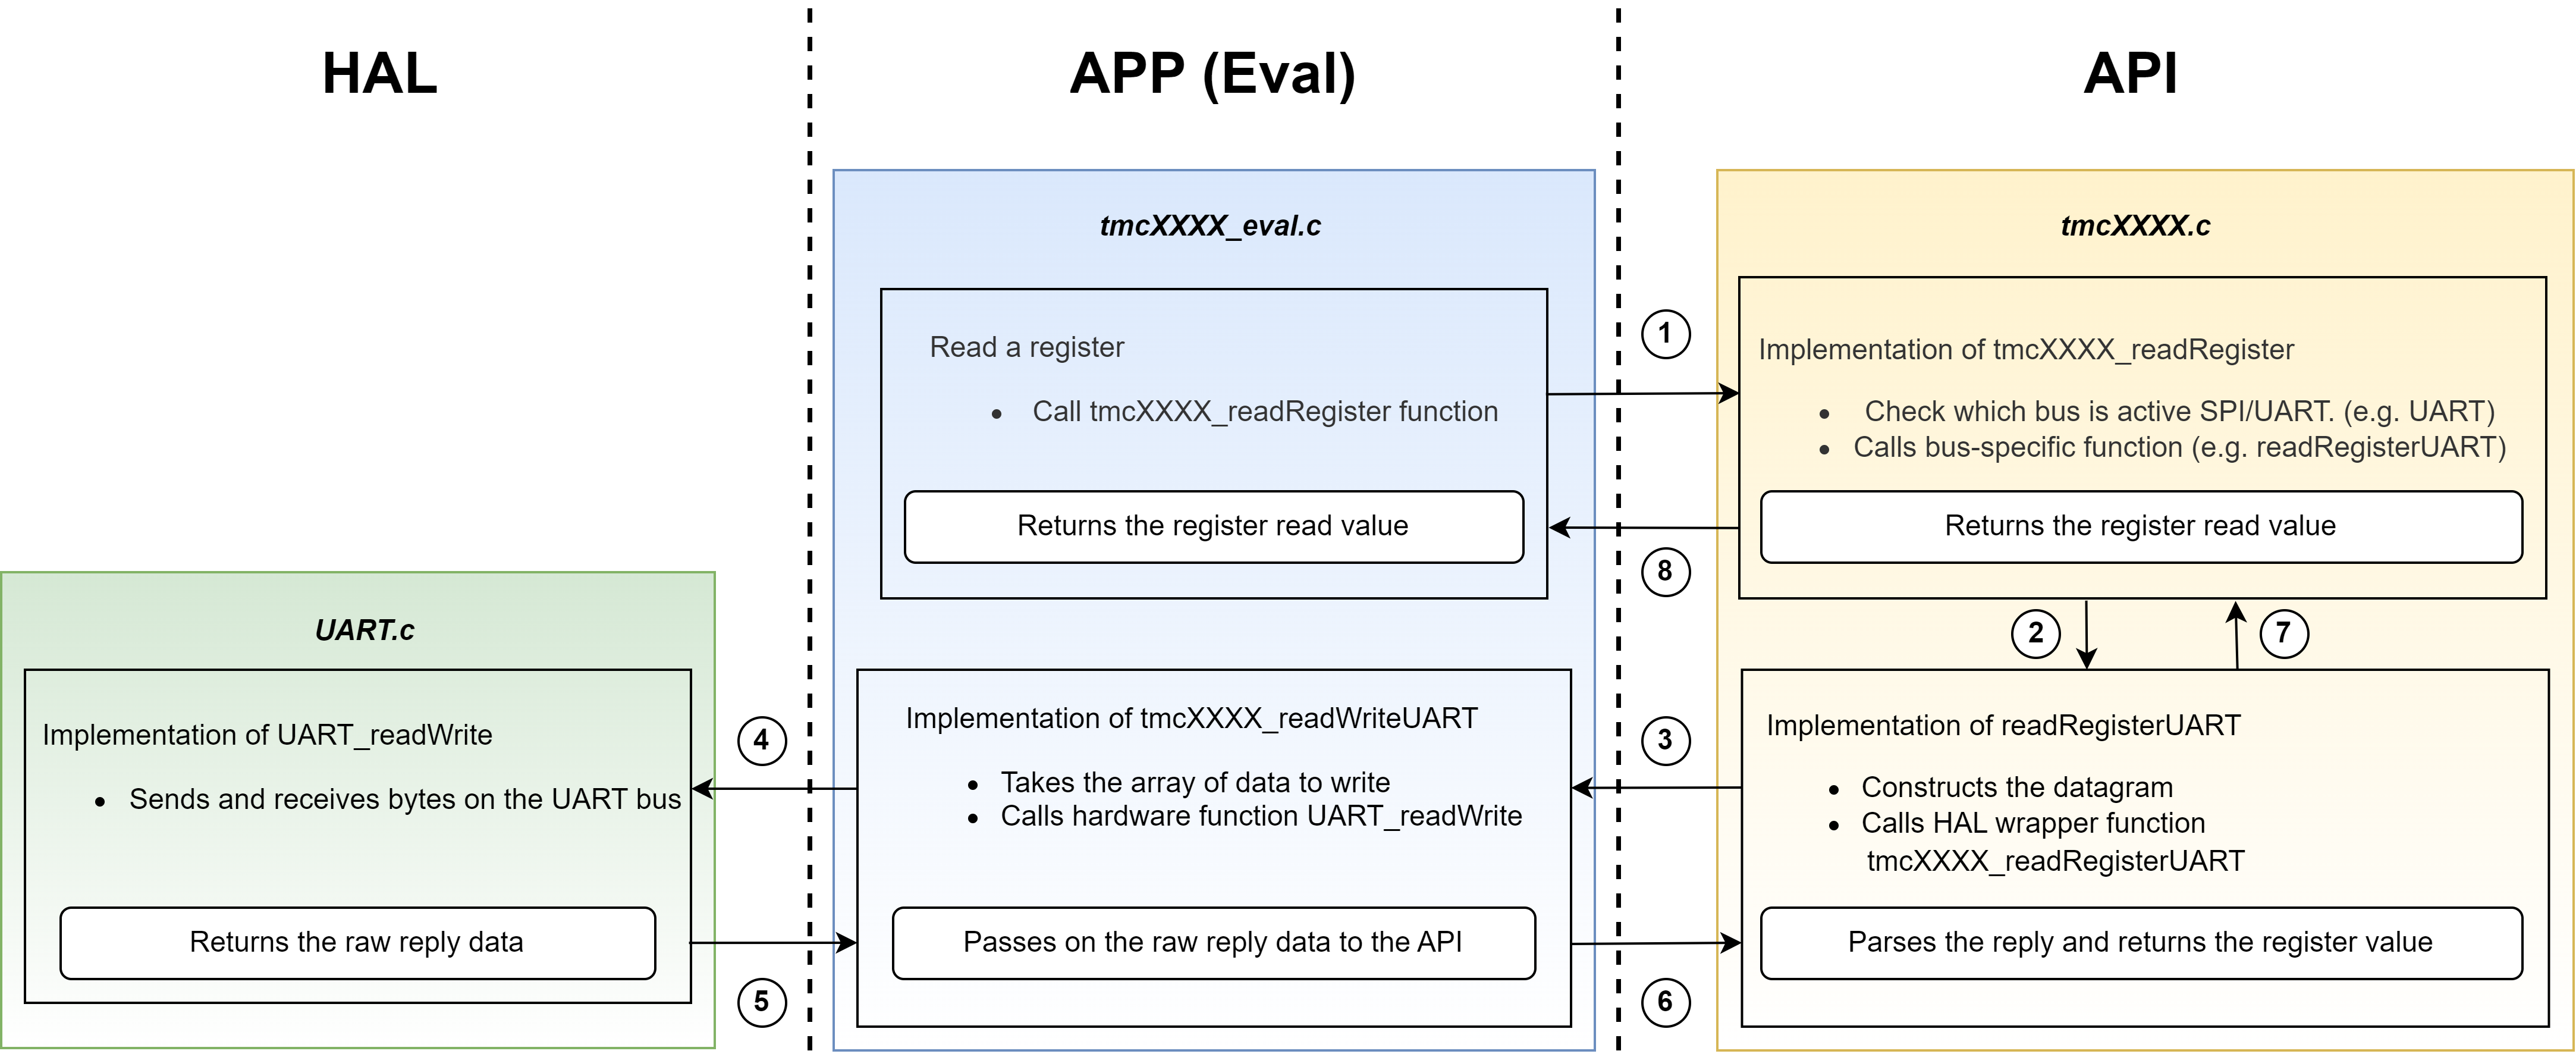 HAL
APP (Eval)
API
tmcXXXX_eval.c
Read a register
• Call tmcXXXX_readRegister function
Returns the register read value
1
8
tmcXXXX.c
Implementation of tmcXXXX_readRegister
• Check which bus is active SPI/UART. (e.g. UART)
• Calls bus-specific function (e.g. readRegisterUART)
Returns the register read value
2
7
UART.c
Implementation of UART_readWrite
• Sends and receives bytes on the UART bus
Returns the raw reply data
4
5
Implementation of tmcXXXX_readWriteUART
• Takes the array of data to write
• Calls hardware function UART_readWrite
Passes on the raw reply data to the API
3
6
Implementation of readRegisterUART
• Constructs the datagram
• Calls HAL wrapper function
tmcXXXX_readRegisterUART
Parses the reply and returns the register value